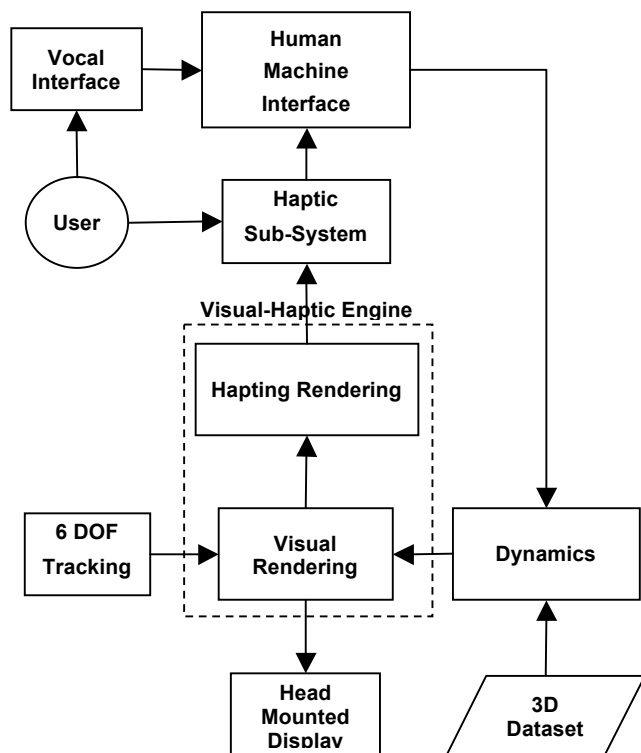 Human
Machine
Interface
Vocal
Interface
User
Haptic
Sub-System
Visual-Haptic Engine
Hapting Rendering
6 DOF
Tracking
Visual
Rendering
Dynamics
Head
Mounted
Display
3D
Dataset